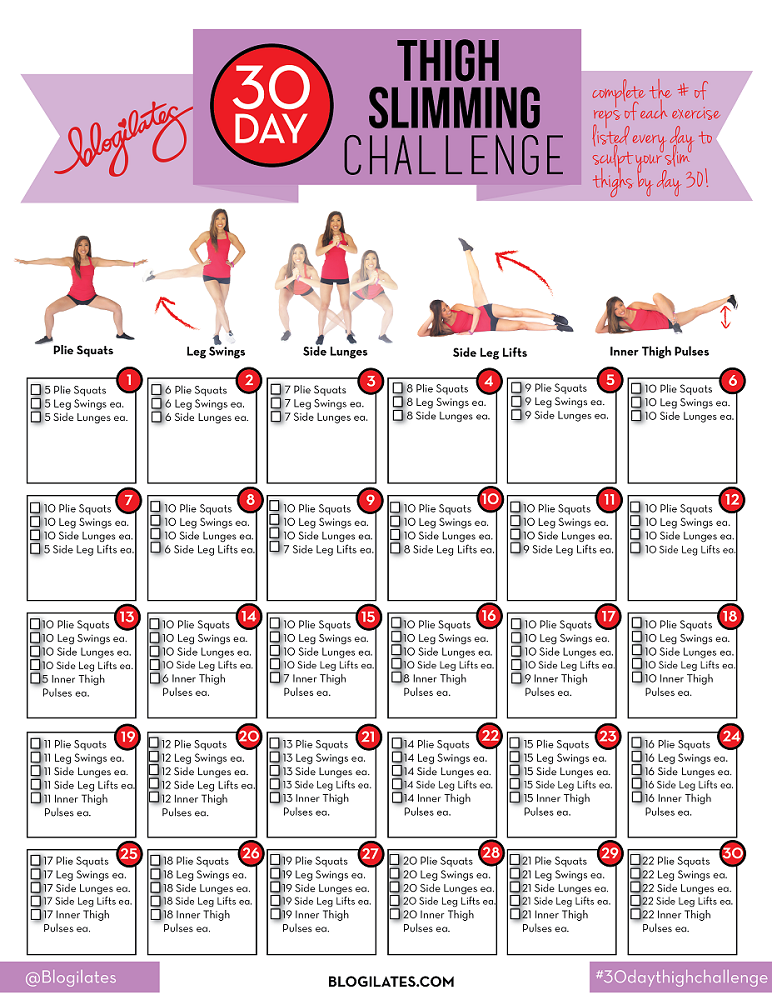 blogilates
30
DAY
THIGH
SLIMMING
CHALLENGE
complete the # of
reps of each exercise
listed every day to
sculpt your slim
thighs by day 30!
Plie Squats
Leg Swings
Side Lunges
Side Leg Lifts
Inner Thigh Pulses
1
5 Plie Squats
5 Leg Swings ea.
5 Side Lunges ea.
2
6 Plie Squats
6 Leg Swings ea.
6 Side Lunges ea.
3
7 Plie Squats
7 Leg Swings ea.
7 Side Lunges ea.
4
8 Plie Squats
8 Leg Swings ea.
8 Side Lunges ea.
5
9 Plie Squats
9 Leg Swings ea.
9 Side Lunges ea.
6
10 Plie Squats
10 Leg Swings ea.
10 Side Lunges ea.
7
10 Plie Squats
10 Leg Swings ea.
10 Side Lunges ea.
5 Side Leg Lifts ea.
8
10 Plie Squats
10 Leg Swings ea.
10 Side Lunges ea.
6 Side Leg Lifts ea.
9
10 Plie Squats
10 Leg Swings ea.
10 Side Lunges ea.
7 Side Leg Lifts ea.
10
10 Plie Squats
10 Leg Swings ea.
10 Side Lunges ea.
8 Side Leg Lifts ea.
11
10 Plie Squats
10 Leg Swings ea.
10 Side Lunges ea.
9 Side Leg Lifts ea.
12
10 Plie Squats
10 Leg Swings ea.
10 Side Lunges ea.
10 Side Leg Lifts ea.
13
10 Plie Squats
10 Leg Swings ea.
10 Side Lunges ea.
10 Side Leg Lifts ea.
5 Inner Thigh
Pulses ea.
14
10 Plie Squats
10 Leg Swings ea.
10 Side Lunges ea.
10 Side Leg Lifts ea.
6 Inner Thigh
Pulses ea.
15
10 Plie Squats
10 Leg Swings ea.
10 Side Lunges ea.
10 Side Leg Lifts ea.
7 Inner Thigh
Pulses ea.
16
10 Plie Squats
10 Leg Swings ea.
10 Side Lunges ea.
10 Side Leg Lifts ea.
8 Inner Thigh
Pulses ea.
17
10 Plie Squats
10 Leg Swings ea.
10 Side Lunges ea.
10 Side Leg Lifts ea.
9 Inner Thigh
Pulses ea.
18
10 Plie Squats
10 Leg Swings ea.
10 Side Lunges ea.
10 Side Leg Lifts ea.
10 Inner Thigh
Pulses ea.
19
11 Plie Squats
11 Leg Swings ea.
11 Side Lunges ea.
11 Side Leg Lifts ea.
11 Inner Thigh
Pulses ea.
20
12 Plie Squats
12 Leg Swings ea.
12 Side Lunges ea.
12 Side Leg Lifts ea.
12 Inner Thigh
Pulses ea.
21
13 Plie Squats
13 Leg Swings ea.
13 Side Lunges ea.
13 Side Leg Lifts ea.
13 Inner Thigh
Pulses ea.
22
14 Plie Squats
14 Leg Swings ea.
14 Side Lunges ea.
14 Side Leg Lifts ea.
14 Inner Thigh
Pulses ea.
23
15 Plie Squats
15 Leg Swings ea.
15 Side Lunges ea.
15 Side Leg Lifts ea.
15 Inner Thigh
Pulses ea.
24
16 Plie Squats
16 Leg Swings ea.
16 Side Lunges ea.
16 Side Leg Lifts ea.
16 Inner Thigh
Pulses ea.
25
17 Plie Squats
17 Leg Swings ea.
17 Side Lunges ea.
17 Side Leg Lifts ea.
17 Inner Thigh
Pulses ea.
26
18 Plie Squats
18 Leg Swings ea.
18 Side Lunges ea.
18 Side Leg Lifts ea.
18 Inner Thigh
Pulses ea.
27
19 Plie Squats
19 Leg Swings ea.
19 Side Lunges ea.
19 Side Leg Lifts ea.
19 Inner Thigh
Pulses ea.
28
20 Plie Squats
20 Leg Swings ea.
20 Side Lunges ea.
20 Side Leg Lifts ea.
20 Inner Thigh
Pulses ea.
29
21 Plie Squats
21 Leg Swings ea.
21 Side Lunges ea.
21 Side Leg Lifts ea.
21 Inner Thigh
Pulses ea.
30
22 Plie Squats
22 Leg Swings ea.
22 Side Lunges ea.
22 Side Leg Lifts ea.
22 Inner Thigh
Pulses ea.
@Blogilates
BLOGILATES.COM
#30daythighchallenge